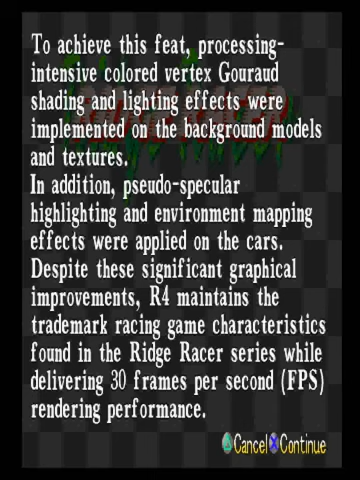 To achieve this feat, processing-
intensive colored vertex Gouraud
shading and lighting effects were
implemented on the background models
and textures.
In addition, pseudo-specular
highlighting and environment mapping
effects were applied on the cars.
Despite these significant graphical
improvements, R4 maintains the
trademark racing game characteristics
found in the Ridge Racer series while
delivering 30 frames per second (FPS)
rendering performance.
Cancel Continue